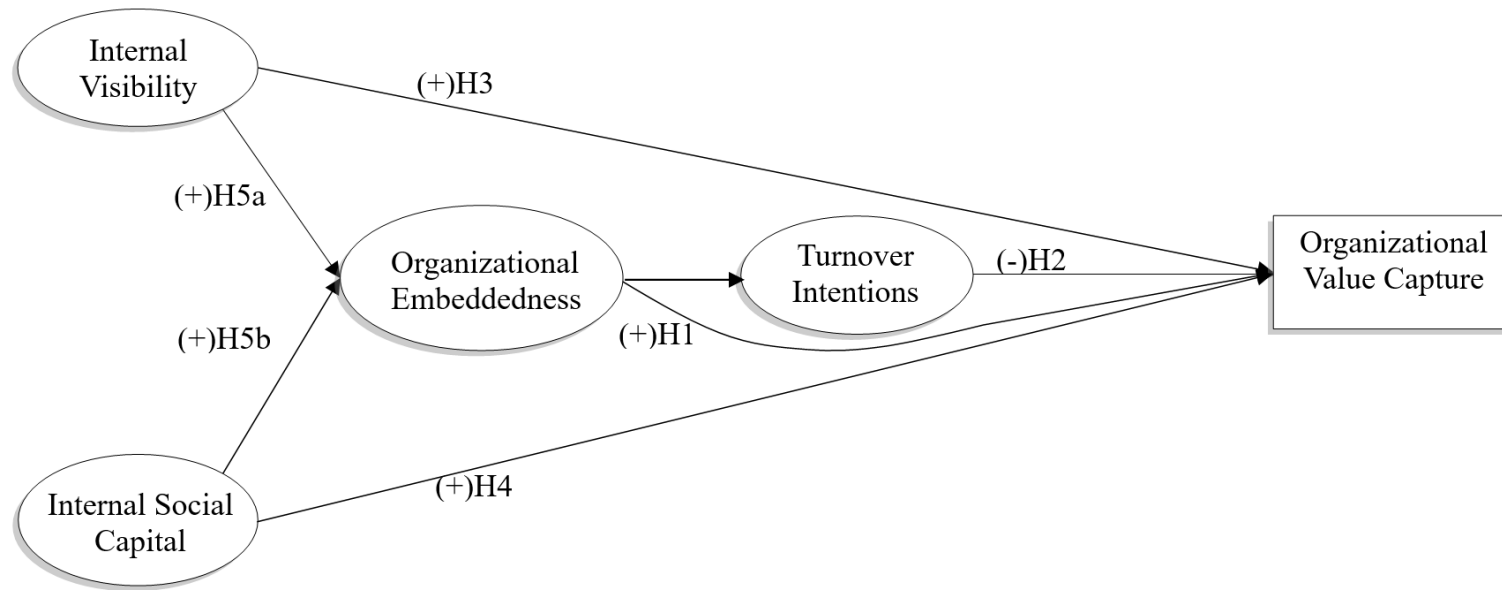 Internal
Visibility
(+)H3
(+)H5a
Organizational
Embeddedness
Turnover
Intentions
(-)H2
Organizational
Value Capture
(+)H5b
(+)H1
Internal Social
Capital
(+)H4